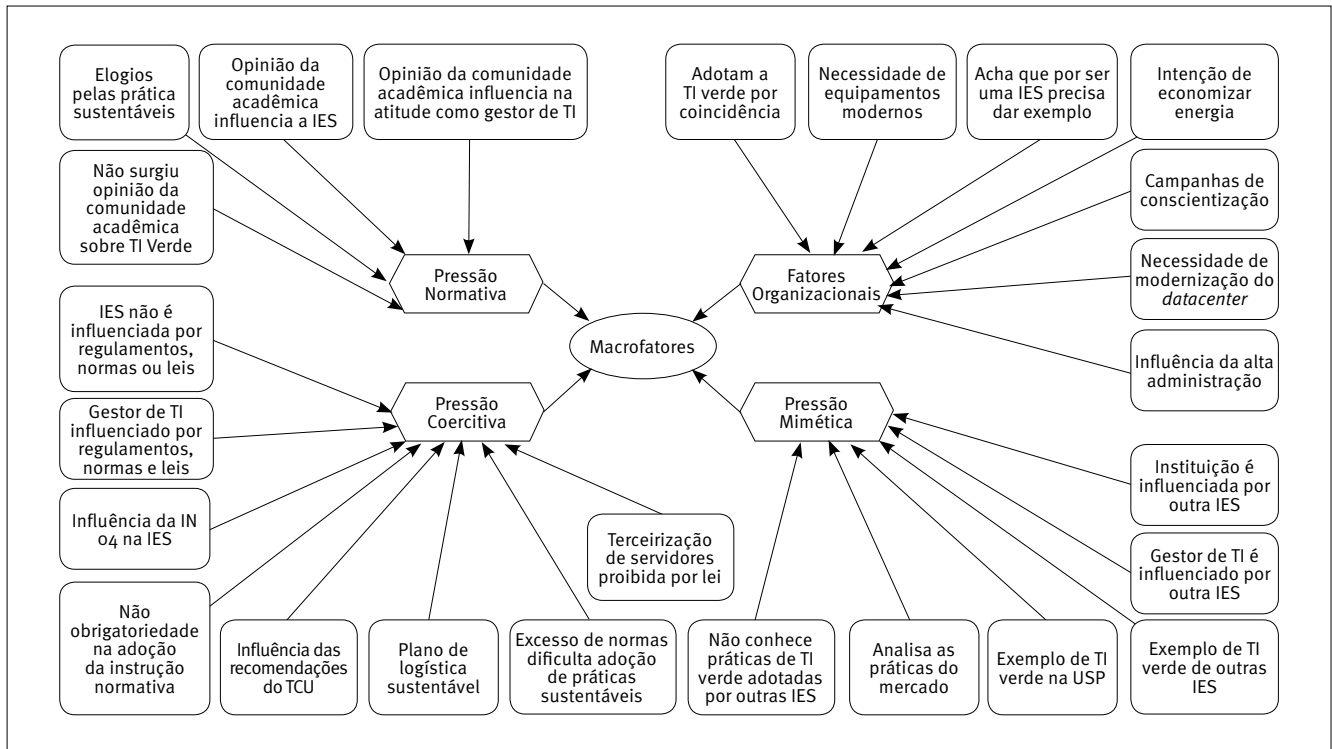 Elogios
pelas prática
sustentáveis
Opinião da
comunidade
acadêmica
influencia a IES
Opinião da comunidade
acadêmica influencia na
atitude como gestor de TI
Adotam a
TI verde por
coincidência
Necessidade de
equipamentos
modernos
Acha que por ser
uma IES precisa
dar exemplo
Intenção de
economizar
energia
Não surgiu
opinião da
comunidade
acadêmica
sobre TI Verde
Campanhas de
conscientização
Pressão
Normativa
Fatores
Organizacionais
Necessidade de
modernização do
datacenter
IES não é
influenciada por
regulamentos,
normas ou leis
Macrofatores
Influência da alta
administração
Gestor de TI
influenciado por
regulamentos,
normas e leis
Pressão
Coercitiva
Pressão
Mimética
Instituição é
influenciada por
outra IES
Influência da IN
04 na IES
Terceirização
de servidores
proibida por lei
Gestor de TI é
influenciado por
outra IES
Não
obrigatoriedade
na adoção
da instrução
normativa
Influência das
recomendações
do TCU
Plano de
logística
sustentável
Excesso de normas
dificulta adoção
de práticas
sustentáveis
Não conhece
práticas de TI
verde adotadas
por outras IES
Analisa as
práticas do
mercado
Exemplo de TI
verde na USP
Exemplo de TI
verde de outras
IES